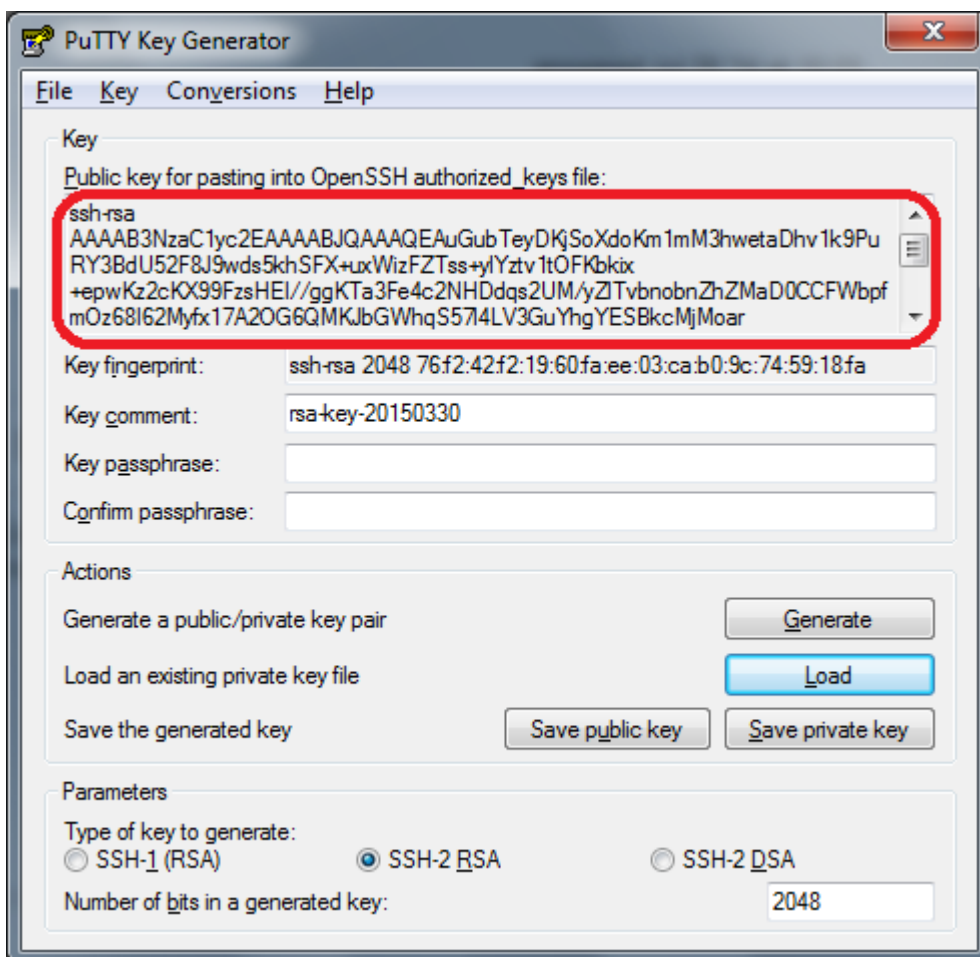 PuTTY Key Generator
File Key Conversions Help
Key
Public key for pasting into OpenSSH authorized_keys file:
ssh-rsa
AAAAB3NzaC1yc2EAAAABJQAAAQEAuGubTeyDKjSoXdoKm1mM3hwetaDhv1k9Pu
RY3BdU52F8J9wds5khSFX+uxWizFZTss+ylYztv1tOFKbkix
+epwKz2cKX99FzsHEI//ggKTa3Fe4c2NHDdqs2UM/yZlTvbnobnZhZMaD0CCFWbpf
mOz68I62Myfx17A2OG6QMKJbGWhqS57l4LV3GuYhgYESBkcMjMoar
Key fingerprint: ssh-rsa 2048 76:f2:42:f2:19:60:fa:ee:03:ca:b0:9c:74:59:18:fa
Key comment: rsa-key-20150330
Key passphrase:
Confirm passphrase:
Actions
Generate a public/private key pair Generate
Load an existing private key file Load
Save the generated key Save public key Save private key
Parameters
Type of key to generate:
SSH-1 (RSA) SSH-2 RSA SSH-2 DSA
Number of bits in a generated key: 2048